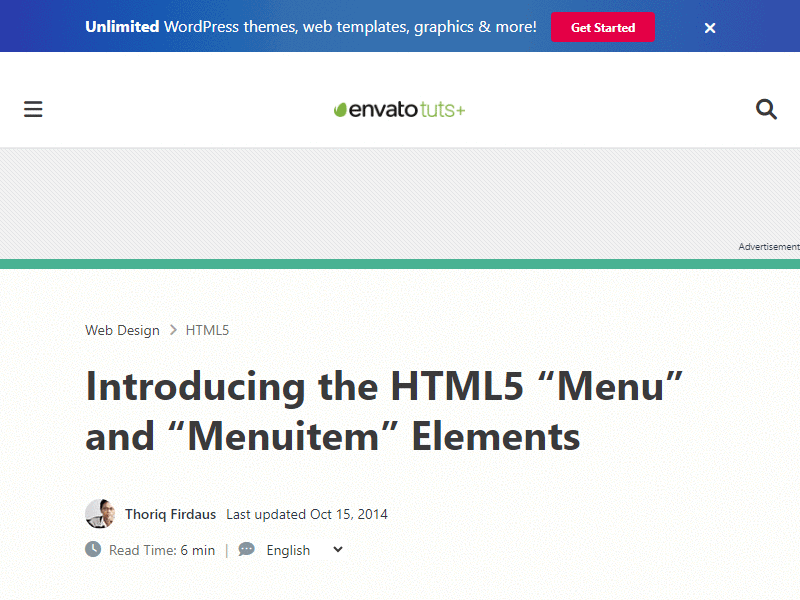 Unlimited WordPress themes, web templates, graphics & more! Get Started
envato tuts+
Advertisement
Web Design HTML5
Introducing the HTML5 “Menu”
and “Menuitem” Elements
Thoriq Firdaus Last updated Oct 15, 2014
Read Time: 6 min | English